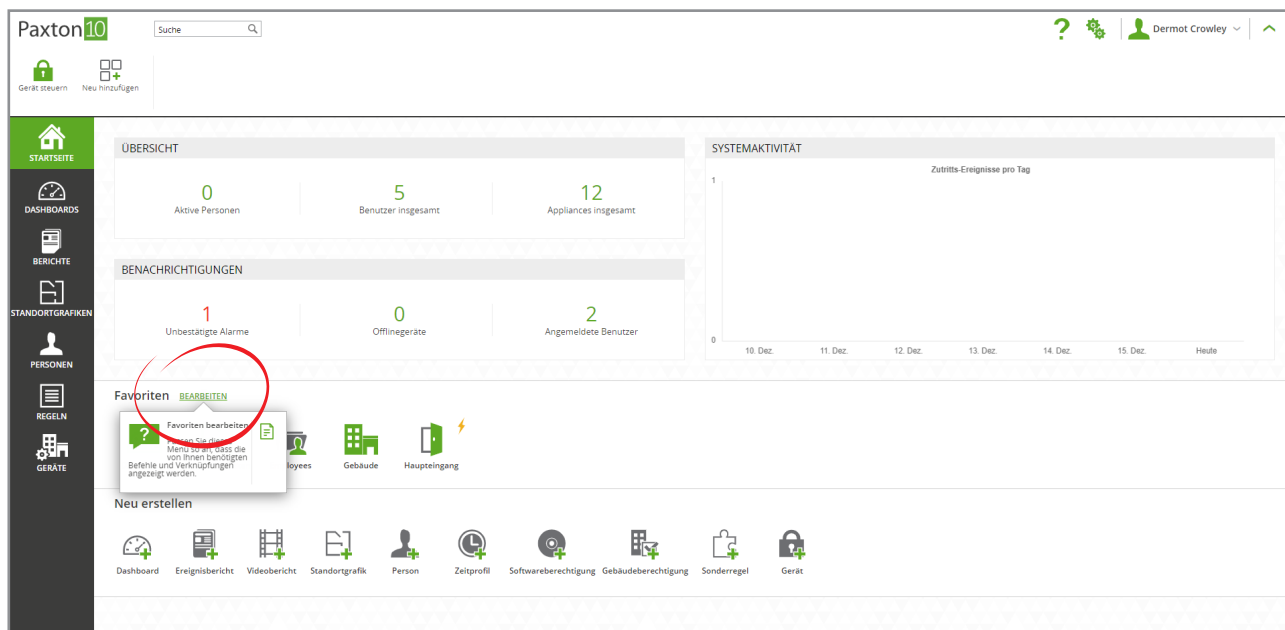 Paxton10
Suche
Dermot Crowley
Gerät steuern
Neu hinzufügen
STARTSEITE
DASHBOARDS
BERICHTE
STANDORTGRAFIKEN
PERSONEN
REGELN
GERÄTE
ÜBERSICHT
0
Aktive Personen
5
Benutzer insgesamt
12
Appliances insgesamt
BENACHRICHTIGUNGEN
1
Unbestätigte Alarme
0
Offlinegeräte
2
Angemeldete Benutzer
SYSTEMAKTIVITÄT
Zutritts-Ereignisse pro Tag
1
0
10. Dez. 11. Dez. 12. Dez. 13. Dez. 14. Dez. 15. Dez. Heute
Favoriten BEARBEITEN
Favoriten bearbeiten
Sie
Menü so an, dass die
von Ihnen benötigten
Befehle und Verknüpfungen
angezeigt werden.
loyees
Gebäude
Haupteingang
Neu erstellen
Dashboard
Ereignisbericht
Videobericht
Standortgrafik
Person
Zeitprofil
Softwareberechtigung
Gebäudeberechtigung
Sonderregel
Gerät